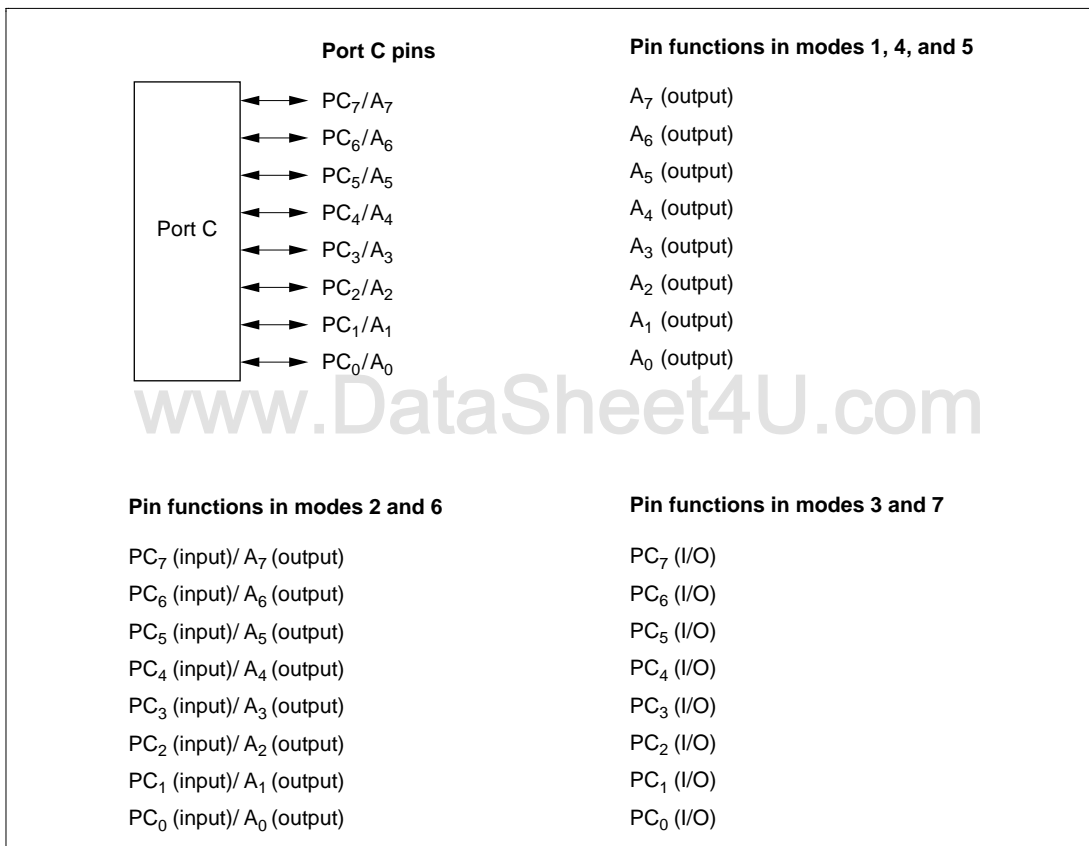 Port C pins
Pin functions in modes 1, 4, and 5
Port C
PC₇/A₇
A₇ (output)
PC₆/A₆
A₆ (output)
PC₅/A₅
A₅ (output)
PC₄/A₄
A₄ (output)
PC₃/A₃
A₃ (output)
PC₂/A₂
A₂ (output)
PC₁/A₁
A₁ (output)
PC₀/A₀
A₀ (output)
www.DataSheet4U.com
Pin functions in modes 2 and 6
PC₇ (input)/ A₇ (output)
PC₆ (input)/ A₆ (output)
PC₅ (input)/ A₅ (output)
PC₄ (input)/ A₄ (output)
PC₃ (input)/ A₃ (output)
PC₂ (input)/ A₂ (output)
PC₁ (input)/ A₁ (output)
PC₀ (input)/ A₀ (output)
Pin functions in modes 3 and 7
PC₇ (I/O)
PC₆ (I/O)
PC₅ (I/O)
PC₄ (I/O)
PC₃ (I/O)
PC₂ (I/O)
PC₁ (I/O)
PC₀ (I/O)